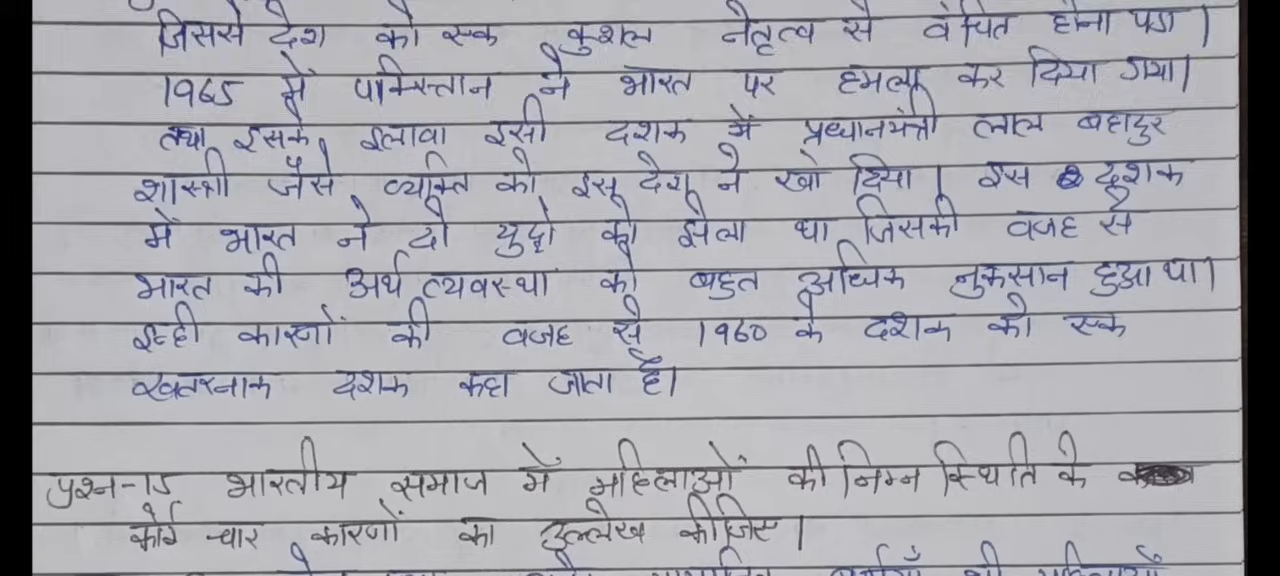 जिससे देश को एक कुशल नेतृत्व से वंचित होना पडा।
1965 में पाकिस्तान ने भारत पर हमला कर दिया गया।
तथा इसके इलावा इसी दशक में प्रधानमंत्री लाल बहादुर
शास्त्री जैसे व्यक्ति को इस देश ने खो दिया। इस दशक
में भारत ने दो युद्दो को झेला था जिसकी वजह से
भारत की अर्थव्यवस्था को बहुत अधिक नुकसान हुआ था।
इन्ही कारणों की वजह से 1960 के दशक को एक
खतरनाक दशक कहा जाता है।
प्रश्न-15 भारतीय समाज में महिलाओं की निम्न स्थिति के
कोई चार कारणों का उल्लेख कीजिए।